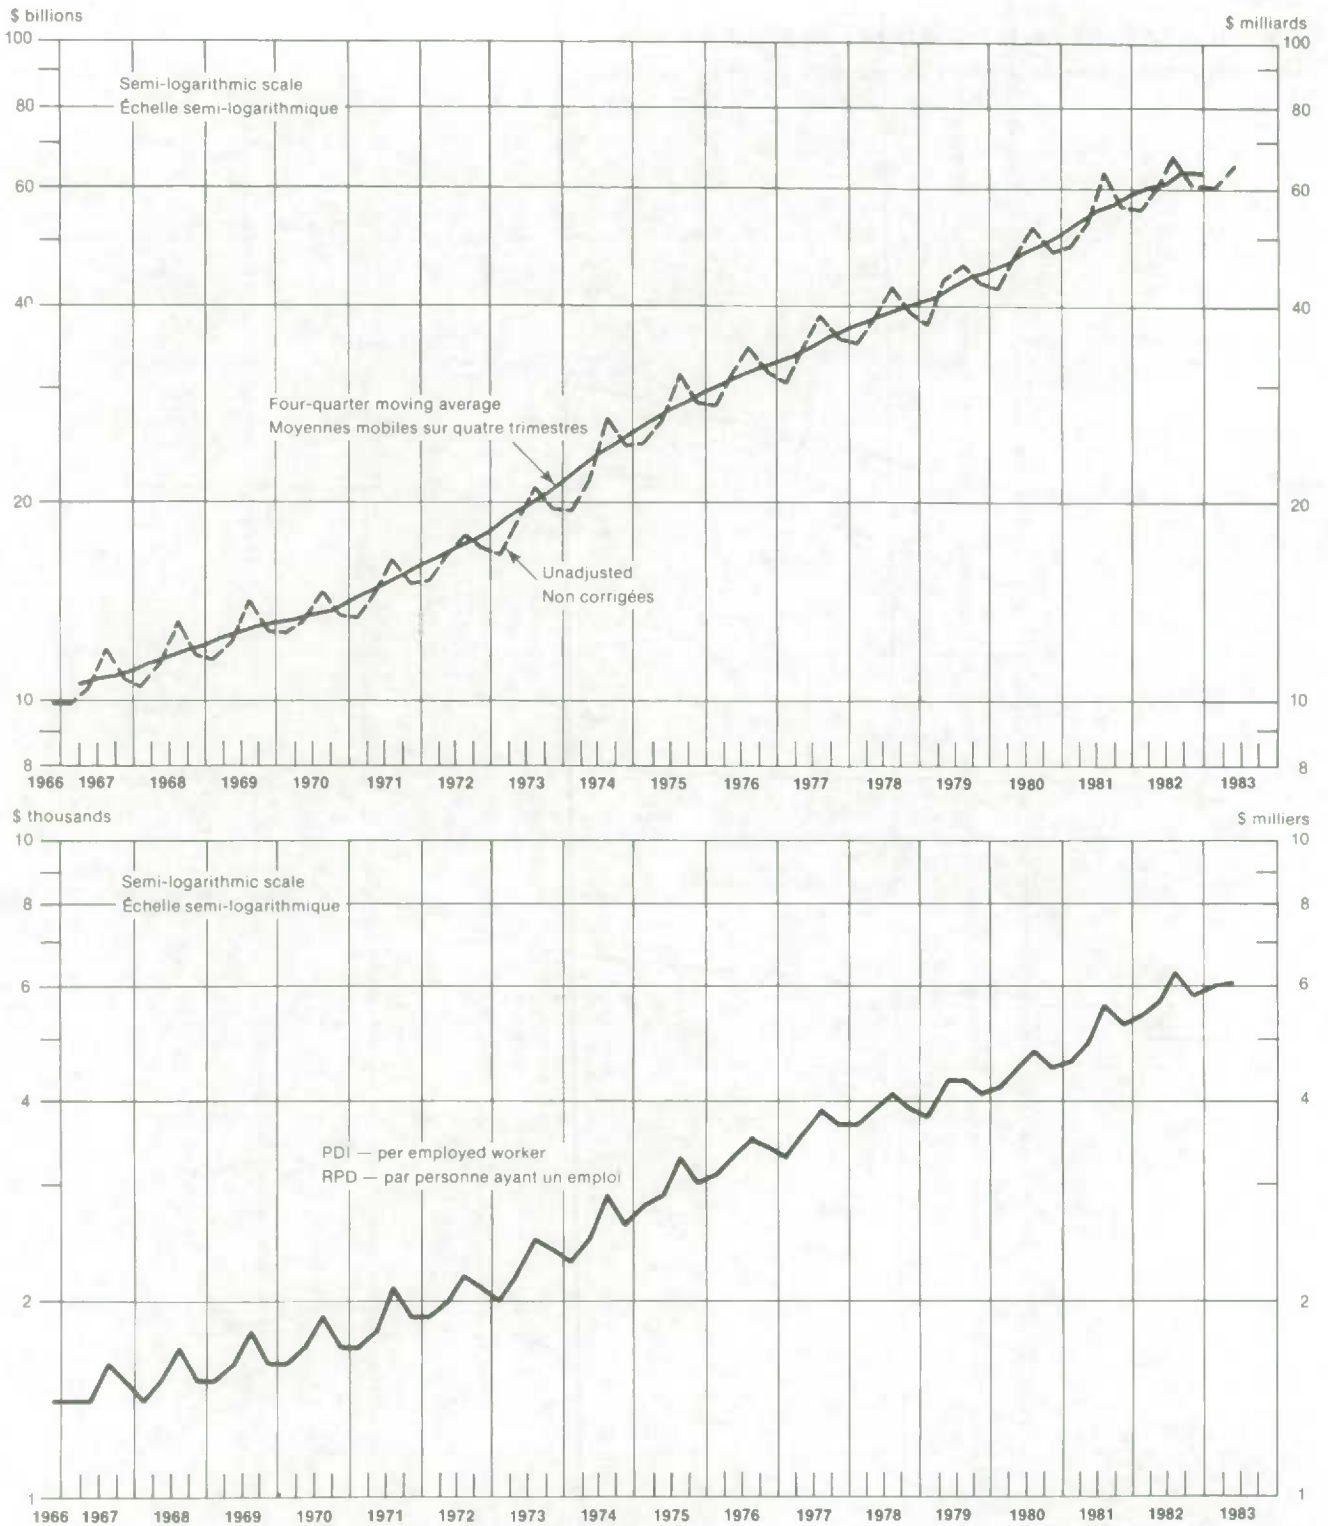 $ billions
$ milliards
100
100
Semi-logarithmic scale
Échelle semi-logarithmique
80
80
60
60
40
40
Four-quarter moving average
Moyennes mobiles sur quatre trimestres
20
20
Unadjusted
Non corrigées
10
10
8
8
1966 1967 1968 1969 1970 1971 1972 1973 1974 1975 1976 1977 1978 1979 1980 1981 1982 1983
$ thousands
$ milliers
10
10
Semi-logarithmic scale
Échelle semi-logarithmique
8
8
6
6
4
4
PDI — per employed worker
RPD — par personne ayant un emploi
2
2
1
1
1966 1967 1968 1969 1970 1971 1972 1973 1974 1975 1976 1977 1978 1979 1980 1981 1982 1983